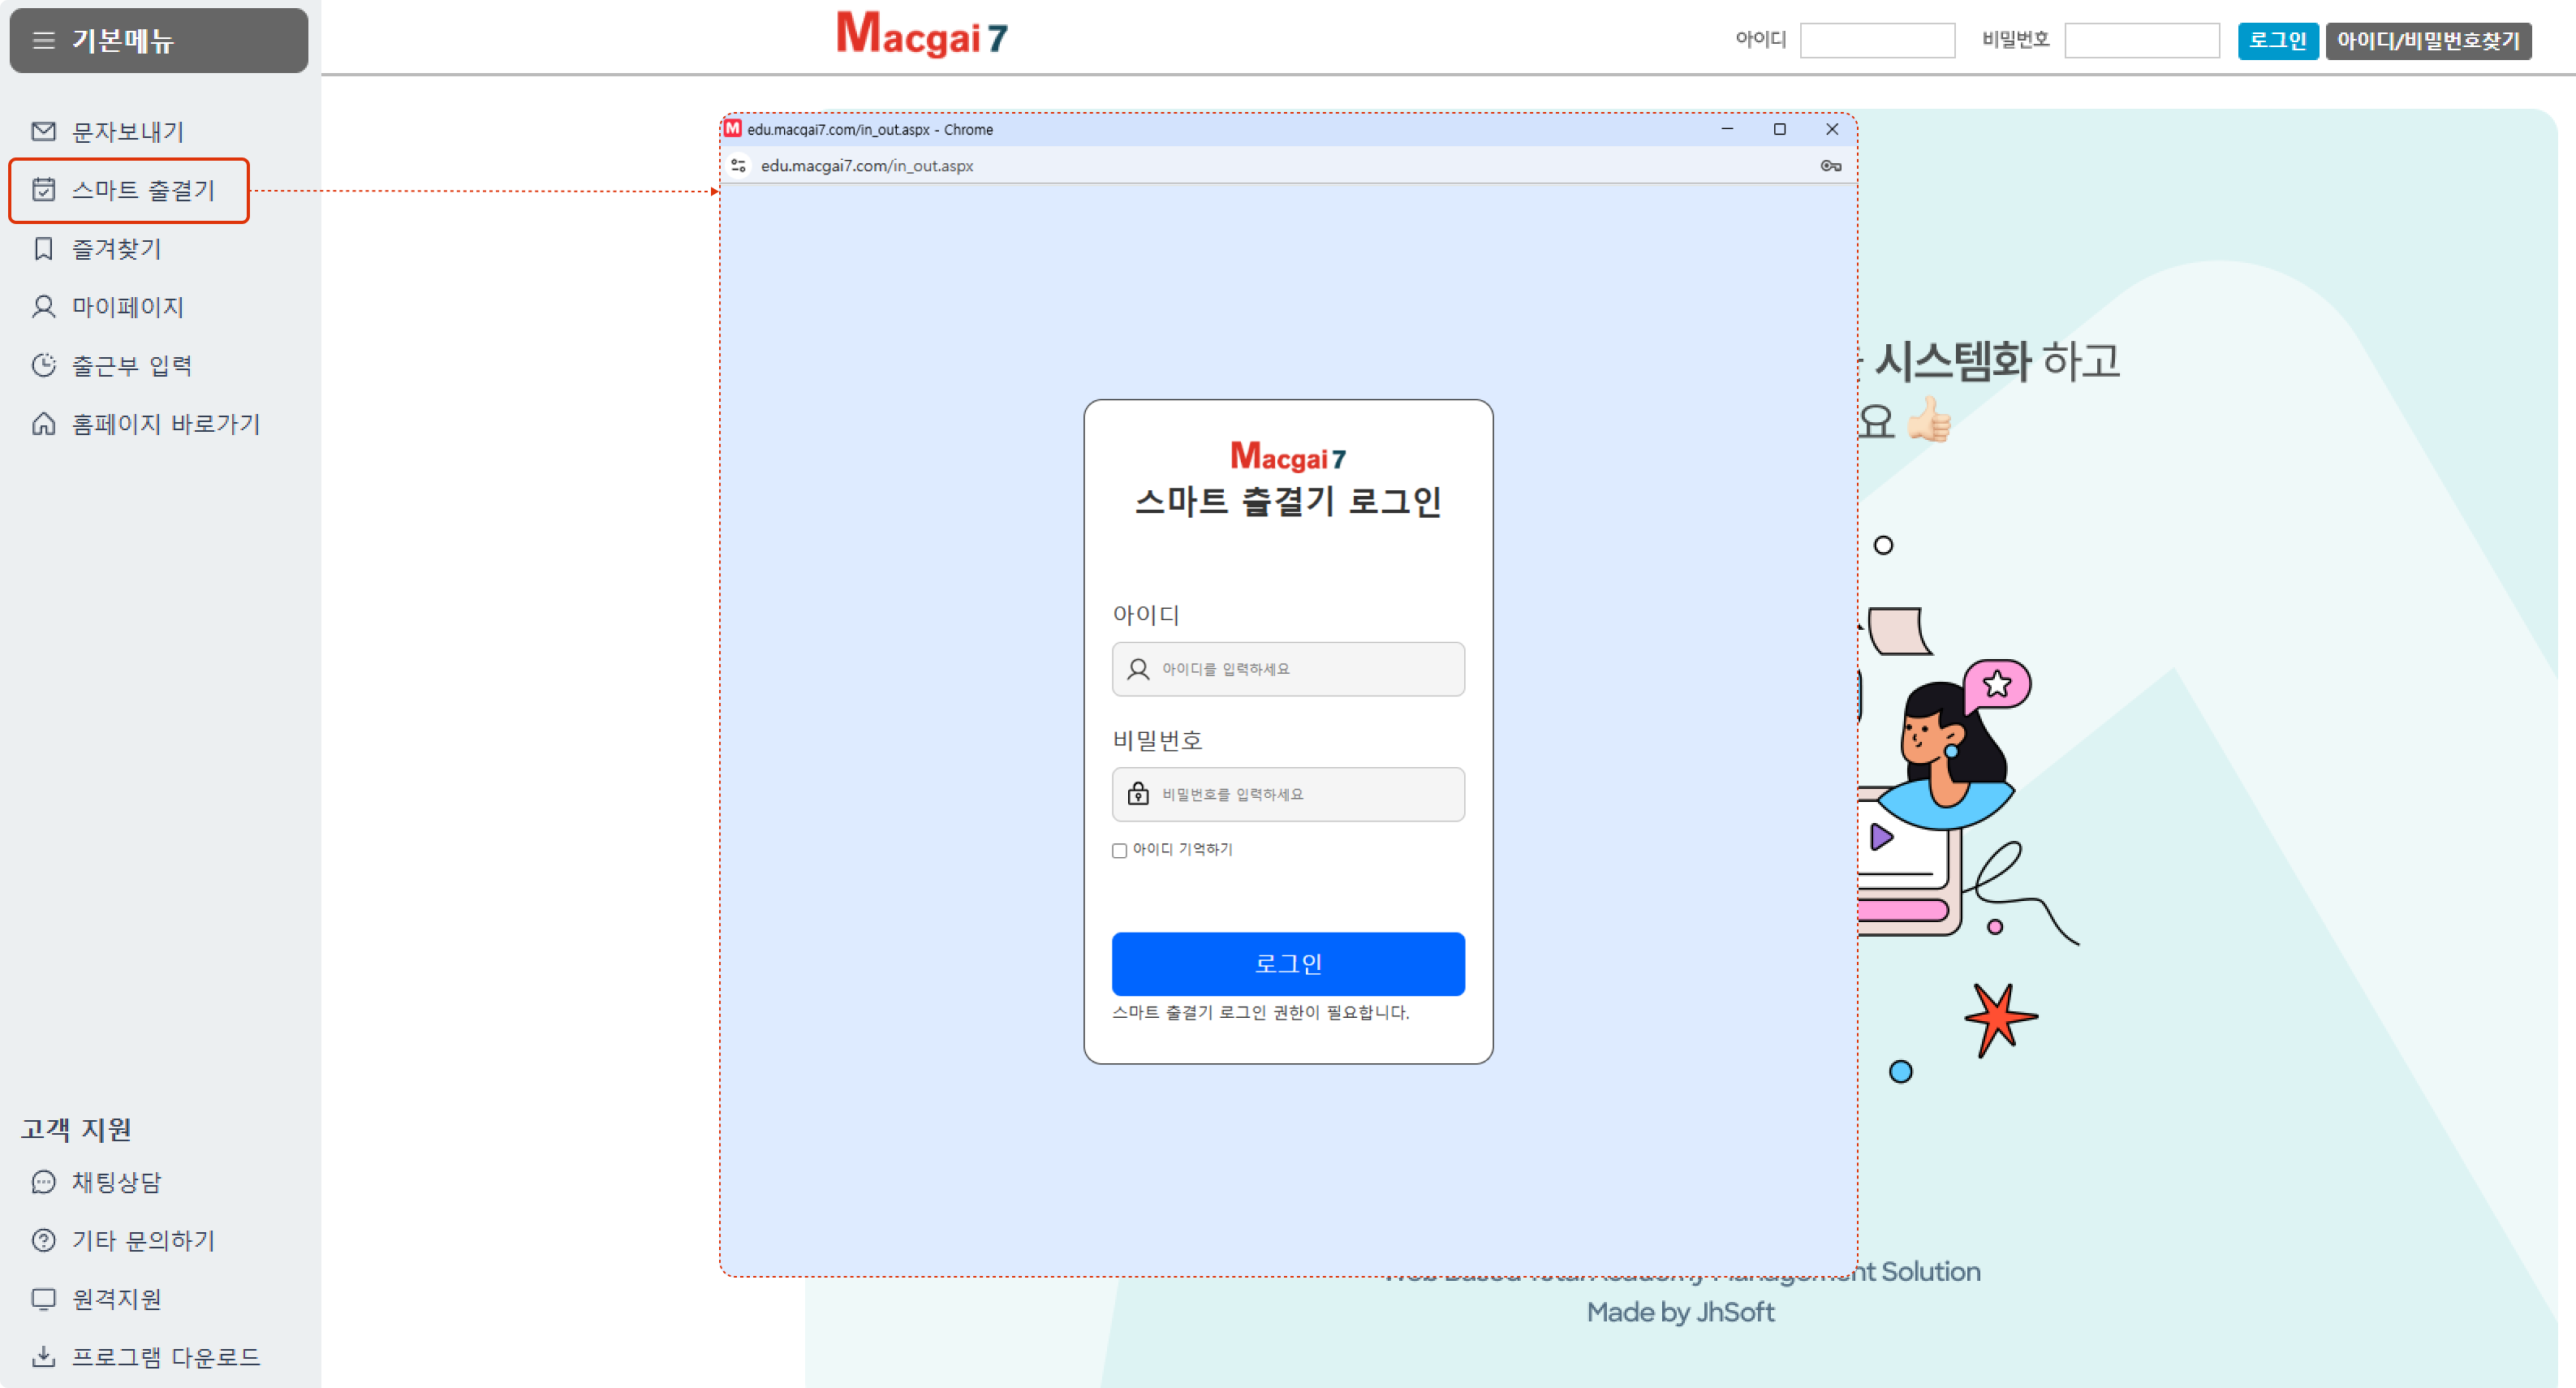 기본메뉴
문자보내기
스마트 출결기
즐겨찾기
마이페이지
출근부 입력
홈페이지 바로가기
고객 지원
채팅상담
기타 문의하기
원격지원
프로그램 다운로드
Macgai 7
아이디
비밀번호
로그인
아이디/비밀번호찾기
edu.macgai7.com/in_out.aspx - Chrome
edu.macgai7.com/in_out.aspx
Macgai 7
스마트 출결기 로그인
아이디
아이디를 입력하세요
비밀번호
비밀번호를 입력하세요
아이디 기억하기
로그인
스마트 출결기 로그인 권한이 필요합니다.
시스템화 하고
요
Solution
Made by JhSoft